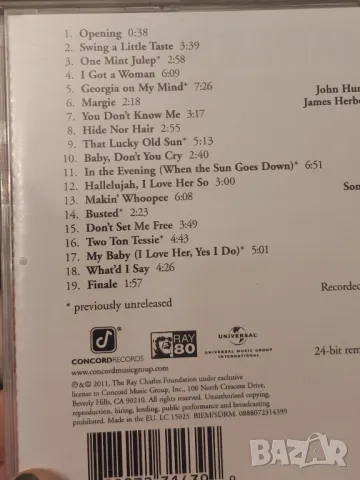 1. Opening 0:38
2. Swing a Little Taste 3:39
3. One Mint Julep* 2:58
4. I Got a Woman 6:09
5. Georgia on My Mind* 7:26
6. Margie 2:18
7. You Don't Know Me 3:17
8. Hide Nor Hair 2:55
9. That Lucky Old Sun* 5:13
10. Baby, Don't You Cry 2:40
11. In the Evening (When the Sun Goes Down)* 6:51
12. Hallelujah, I Love Her So 3:00
13. Makin' Whoopee 6:08
14. Busted* 2:23
15. Don't Set Me Free 3:49
16. Two Ton Tessie* 4:43
17. My Baby (I Love Her, Yes I Do)* 5:01
18. What'd I Say 4:26
19. Finale 1:57
* previously unreleased
John Hu
James Herbe
Son
Recorded
24-bit rem
CONCORDRECORDS
concordmusicgroup.com
RAY
80
UNIVERSAL
UNIVERSAL MUSIC GROUP
INTERNATIONAL
℗ & © 2011, The Ray Charles Foundation under exclusive
license to Concord Music Group, Inc., 100 North Crescent Drive,
Beverly Hills, CA 90210. All rights reserved. Unauthorized copying,
reproduction, hiring, lending, public performance and broadcasting
prohibited. Made in the EU. LC 15025. BIEM/SDRM. 0888072314399
bazar